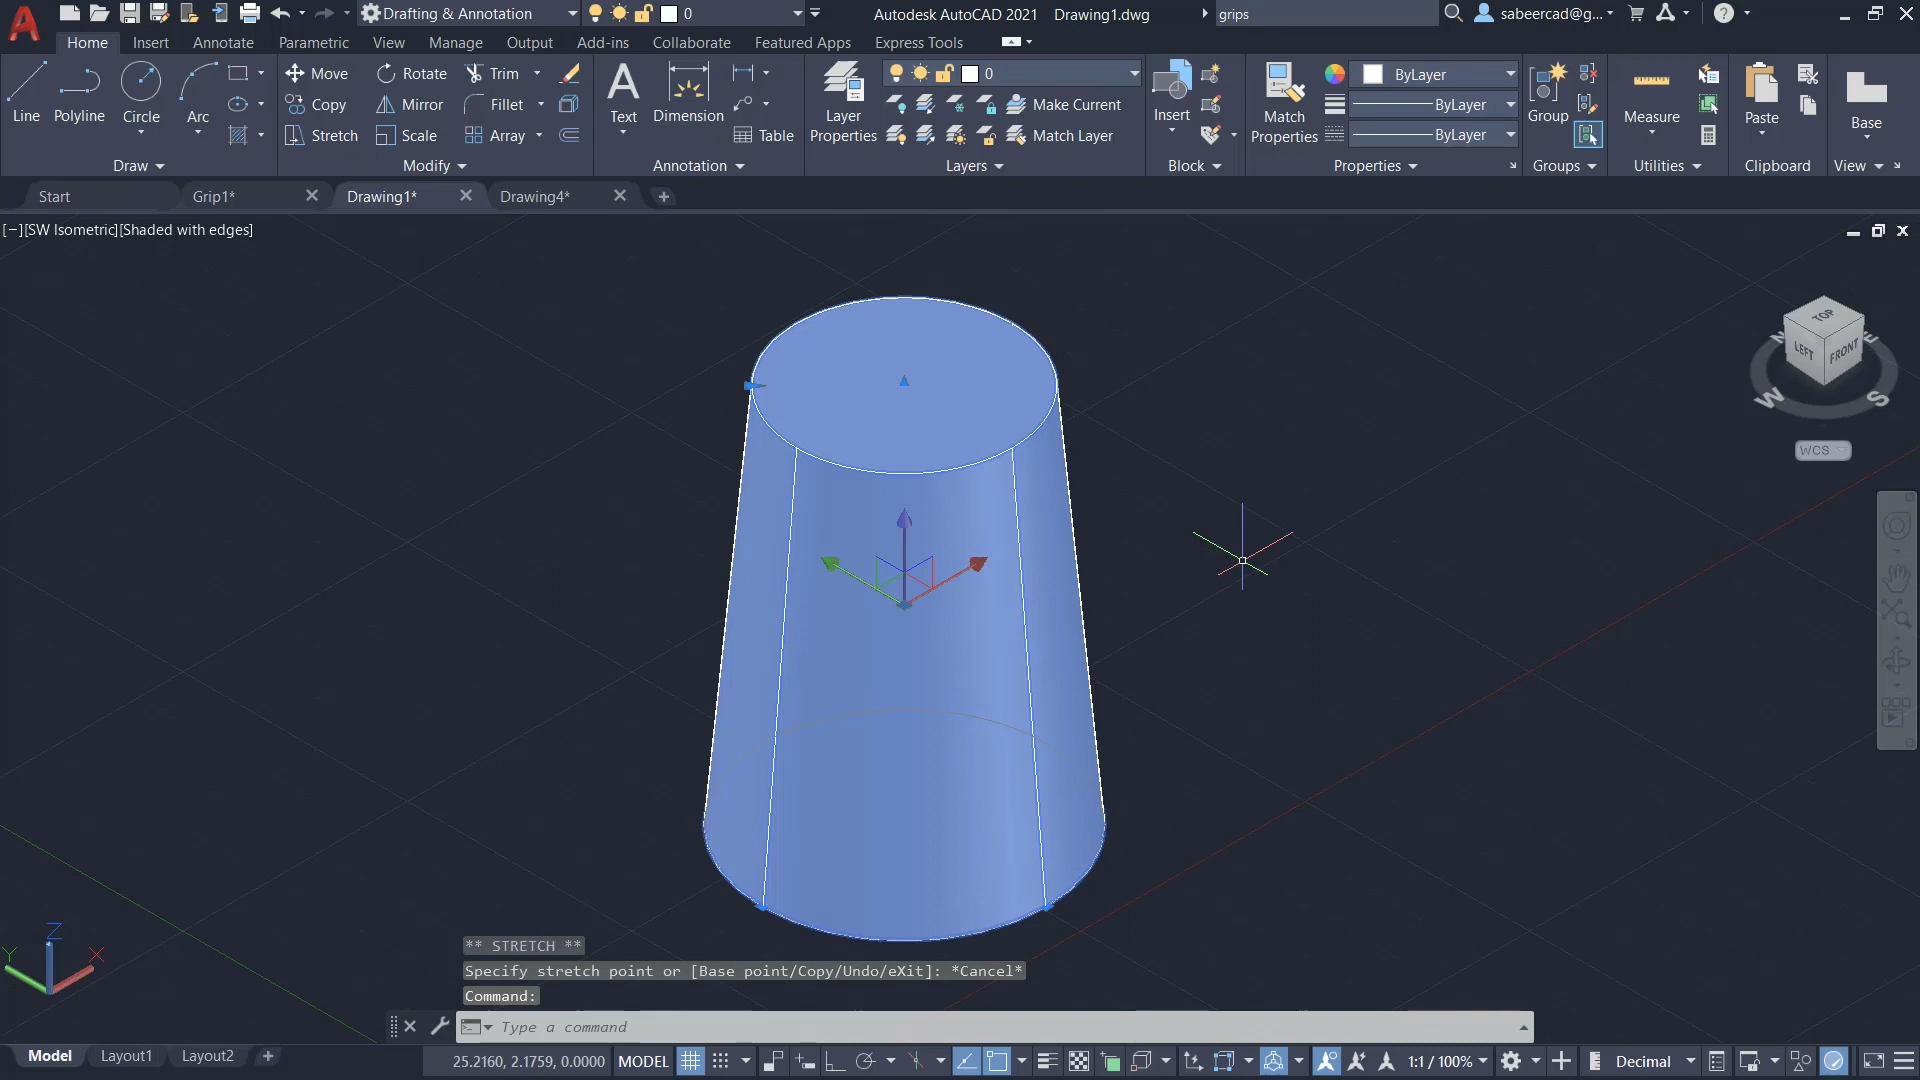 Drafting & Annotation
0
Autodesk AutoCAD 2021 Drawing1.dwg
grips
sabeercad@g...
Home Insert Annotate Parametric View Manage Output Add-ins Collaborate Featured Apps Express Tools
Line
Polyline
Circle
Arc
Move
Rotate
Trim
Copy
Mirror
Fillet
Stretch
Scale
Array
Text
Dimension
Table
Layer
Properties
0
Make Current
Match Layer
Insert
Match
Properties
ByLayer
ByLayer
ByLayer
Group
Measure
Paste
Base
Draw Modify Annotation Layers Block Properties Groups Utilities Clipboard View
Start Grip1* Drawing1* Drawing4*
[−][SW Isometric][Shaded with edges]
TOP
LEFT
FRONT
N
E
W
S
WCS
Z
Y
X
** STRETCH **
Specify stretch point or [Base point/Copy/Undo/eXit]: *Cancel*
Command:
Type a command
Model Layout1 Layout2
25.2160, 2.1759, 0.0000 MODEL 1:1 / 100% Decimal